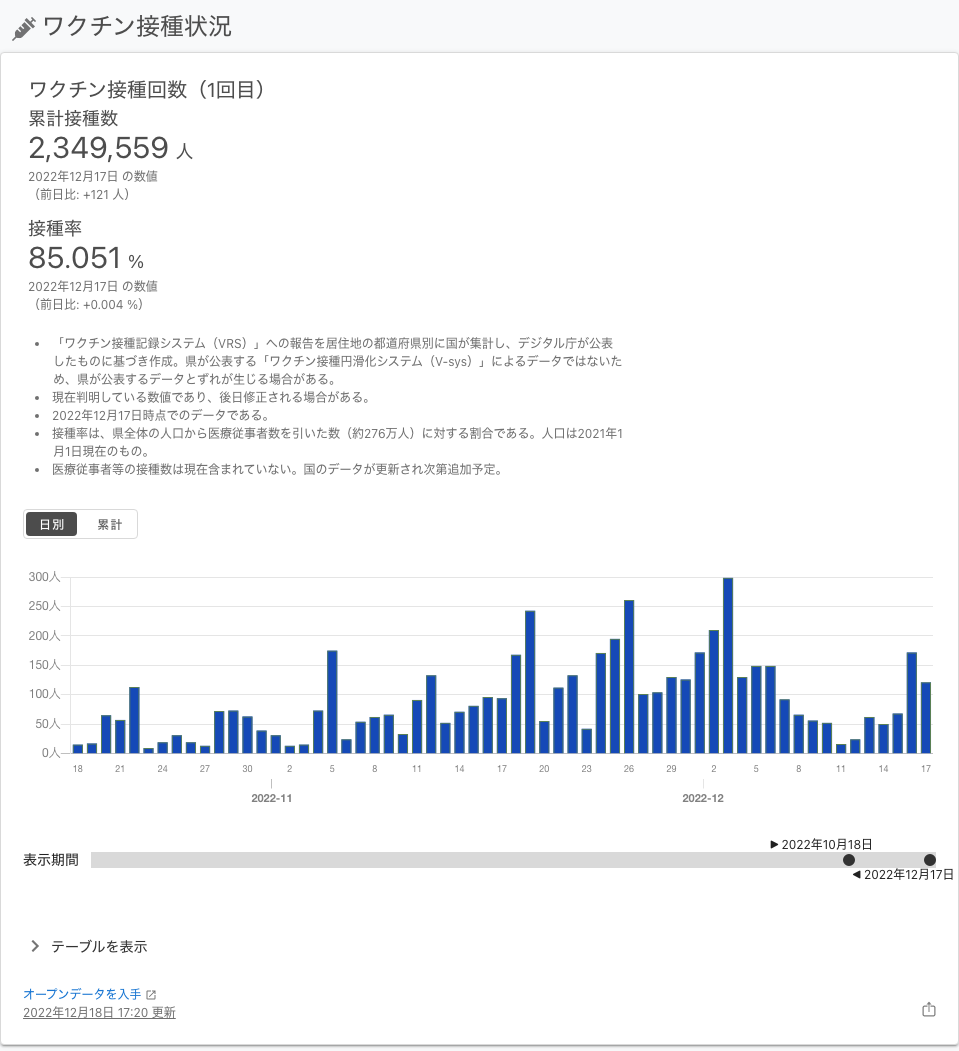 ワクチン接種状況
ワクチン接種回数（1回目）
累計接種数
2,349,559 人
2022年12月17日 の数値
（前日比: +121 人）
接種率
85.051 %
2022年12月17日 の数値
（前日比: +0.004 %）
• 「ワクチン接種記録システム（VRS）」への報告を居住地の都道府県別に国が集計し、デジタル庁が公表
したものに基づき作成。県が公表する「ワクチン接種円滑化システム（V-sys）」によるデータではないた
め、県が公表するデータとずれが生じる場合がある。
• 現在判明している数値であり、後日修正される場合がある。
• 2022年12月17日時点でのデータである。
• 接種率は、県全体の人口から医療従事者数を引いた数（約276万人）に対する割合である。人口は2021年1
月1日現在のもの。
• 医療従事者等の接種数は現在含まれていない。国のデータが更新され次第追加予定。
日別 累計
300人
250人
200人
150人
100人
50人
0人
18 21 24 27 30 2 5 8 11 14 17 20 23 26 29 2 5 8 11 14 17
2022-11 2022-12
▶ 2022年10月18日
表示期間
◀ 2022年12月17日
テーブルを表示
オープンデータを入手
2022年12月18日 17:20 更新